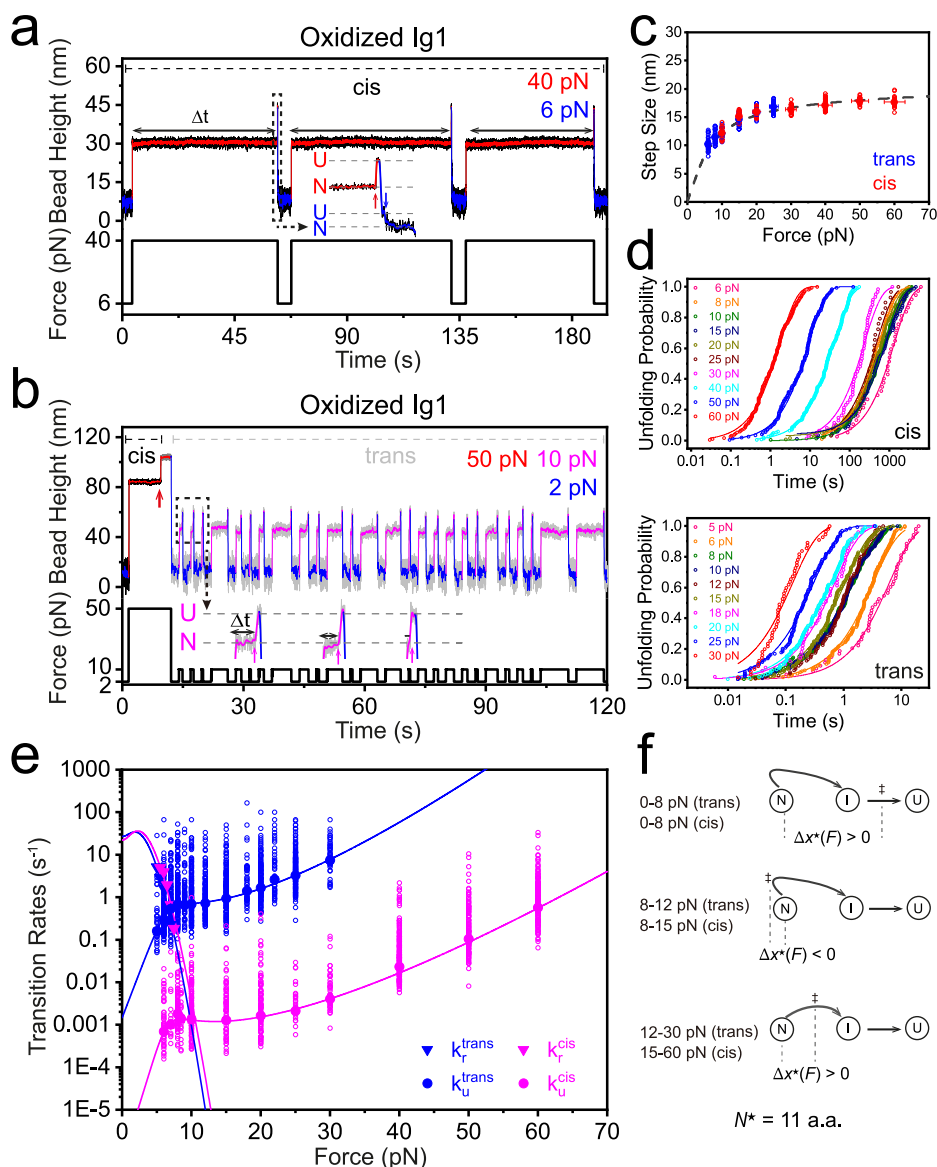 a
Oxidized Ig1
Bead Height (nm)
60
45
30
15
0
cis
40 pN
6 pN
Δt
U
N
U
N
Force (pN)
40
6
0 45 90 135 180
Time (s)
b
Oxidized Ig1
Bead Height (nm)
120
80
40
0
cis
trans
50 pN 10 pN
2 pN
U
N
Δt
Force (pN)
50
10
2
30 60 90 120
Time (s)
c
Step Size (nm)
30
25
20
15
10
5
0
trans
cis
0 10 20 30 40 50 60 70
Force (pN)
d
Unfolding Probability
1.0
0.8
0.6
0.4
0.2
0.0
6 pN
8 pN
10 pN
15 pN
20 pN
25 pN
30 pN
40 pN
50 pN
60 pN
cis
0.01 0.1 1 10 100 1000
Time (s)
Unfolding Probability
1.0
0.8
0.6
0.4
0.2
0.0
5 pN
6 pN
8 pN
10 pN
12 pN
15 pN
18 pN
20 pN
25 pN
30 pN
trans
0.01 0.1 1 10
Time (s)
e
Transition Rates (s⁻¹)
1000
100
10
1
0.1
0.01
0.001
1E-4
1E-5
k_r^trans
k_r^cis
k_u^trans
k_u^cis
0 10 20 30 40 50 60 70
Force (pN)
f
0-8 pN (trans)
0-8 pN (cis)
N I ‡ U
Δx*(F) > 0
8-12 pN (trans)
8-15 pN (cis)
‡ N I U
Δx*(F) < 0
12-30 pN (trans)
15-60 pN (cis)
N ‡ I U
Δx*(F) > 0
N* = 11 a.a.